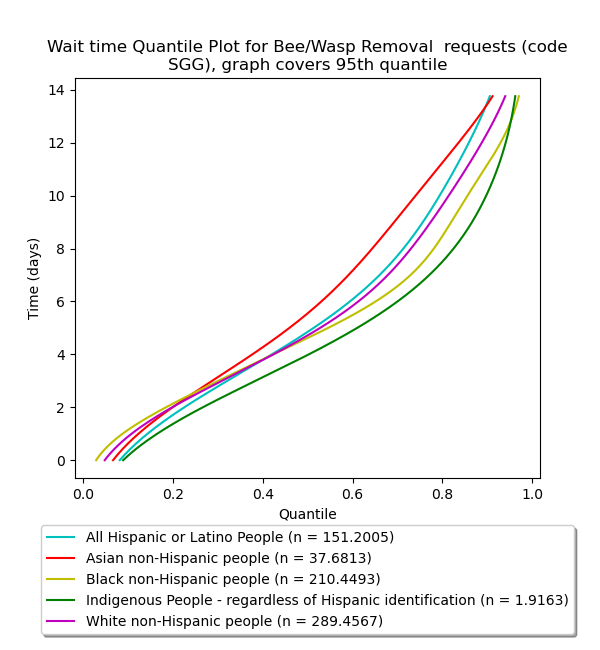 Wait time Quantile Plot for Bee/Wasp Removal  requests (code
SGG), graph covers 95th quantile
14
12
10
8
6
4
2
0
Time (days)
0.0 0.2 0.4 0.6 0.8 1.0
Quantile
All Hispanic or Latino People (n = 151.2005)
Asian non-Hispanic people (n = 37.6813)
Black non-Hispanic people (n = 210.4493)
Indigenous People - regardless of Hispanic identification (n = 1.9163)
White non-Hispanic people (n = 289.4567)